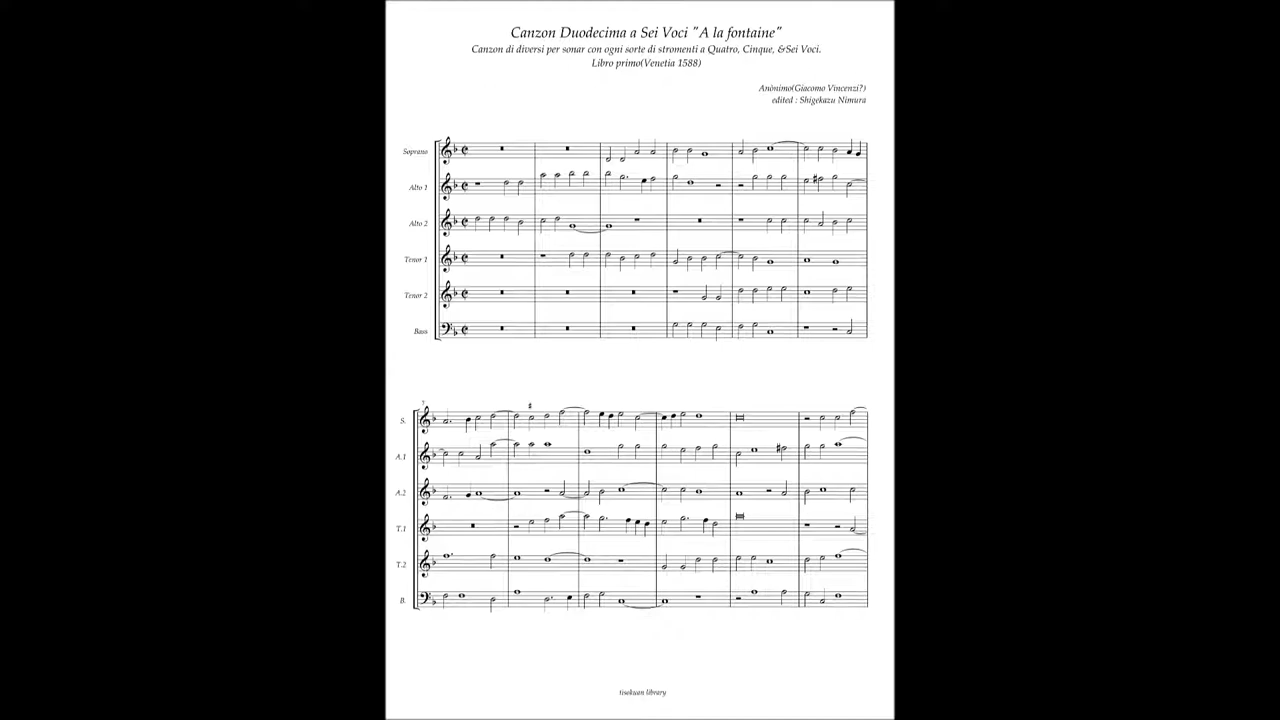 Canzon Duodecima a Sei Voci "A la fontaine"
Canzon di diversi per sonar con ogni sorte di stromenti a Quatro, Cinque, &Sei Voci.
Libro primo(Venetia 1588)
Anònimo(Giacomo Vincenzi?)
edited : Shigekazu Nimura
Soprano
Alto 1
Alto 2
Tenor 1
Tenor 2
Bass
7
S.
A.1
A.2
T.1
T.2
B.
tisokuan library